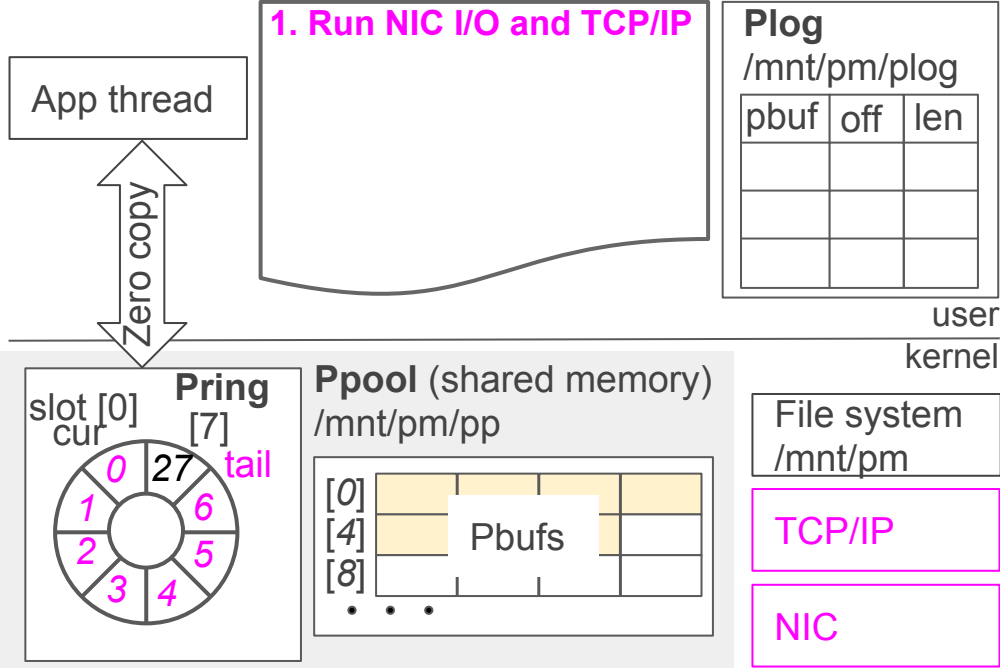 1. Run NIC I/O and TCP/IP
App thread
Zero copy
Plog
/mnt/pm/plog
pbuf off len
user
kernel
Pring
slot [0]
cur
[7]
tail
0
27
1
6
2
5
3
4
Ppool (shared memory)
/mnt/pm/pp
[0]
[4]
[8]
Pbufs
• • •
File system
/mnt/pm
TCP/IP
NIC